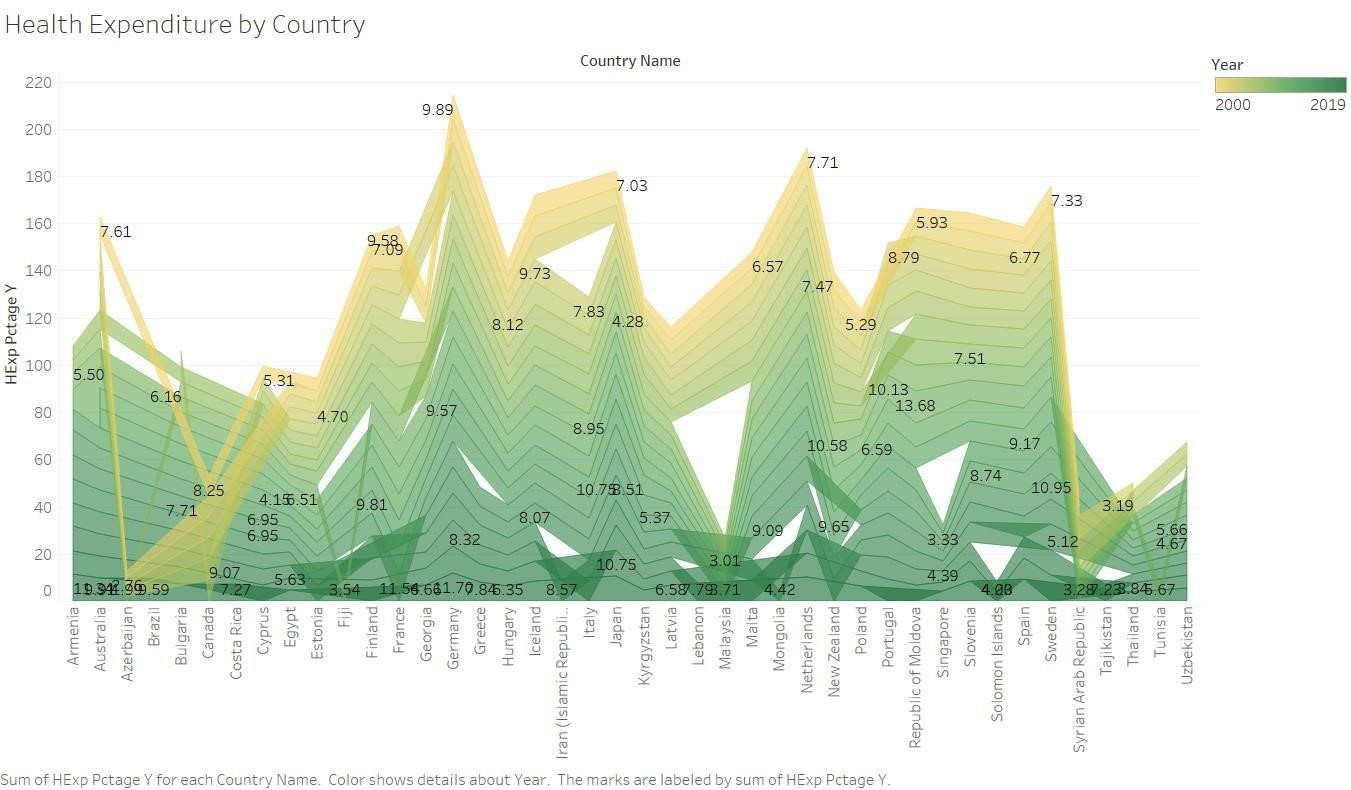 Health Expenditure by Country
Country Name
Year
2000 2019
HExp Pctage Y
220
200
180
160
140
120
100
80
60
40
20
0
9.89
7.71
7.03
7.33
7.61
5.93
9.58
7.09
8.79
6.77
6.57
9.73
7.47
7.83
4.28
8.12
5.29
7.51
5.31
5.50
6.16
10.13
4.70
9.57
13.68
8.95
10.58
6.59
9.17
8.74
8.25
10.75
8.51
10.95
4.15
6.51
7.71
9.81
3.19
6.95
8.07
5.37
9.65
9.09
5.66
6.95
8.32
3.33
5.12
4.67
3.01
10.75
9.07
5.63
4.39
2.76
9.59
7.27
3.54
11.54
6.66
11.70
7.84
6.35
8.57
6.58
7.79
3.71
4.42
3.28
7.23
3.84
5.67
Armenia
Australia
Azerbaijan
Brazil
Bulgaria
Canada
Costa Rica
Cyprus
Egypt
Estonia
Fiji
Finland
France
Georgia
Germany
Greece
Hungary
Iceland
Iran (Islamic Republi..
Italy
Japan
Kyrgyzstan
Latvia
Lebanon
Malaysia
Malta
Mongolia
Netherlands
New Zealand
Poland
Portugal
Republic of Moldova
Singapore
Slovenia
Solomon Islands
Spain
Sweden
Syrian Arab Republic
Tajikistan
Thailand
Tunisia
Uzbekistan
Sum of HExp Pctage Y for each Country Name.  Color shows details about Year.  The marks are labeled by sum of HExp Pctage Y.